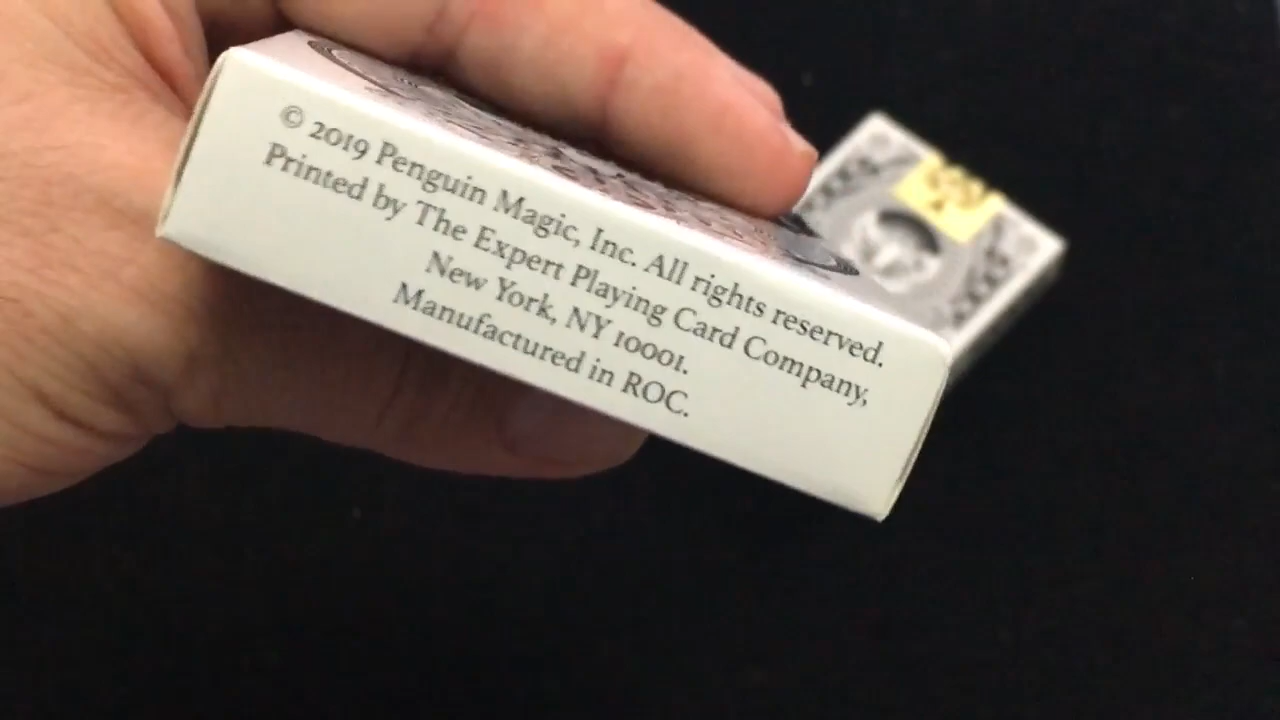 © 2019 Penguin Magic, Inc. All rights reserved.
Printed by The Expert Playing Card Company,
New York, NY 10001.
Manufactured in ROC.